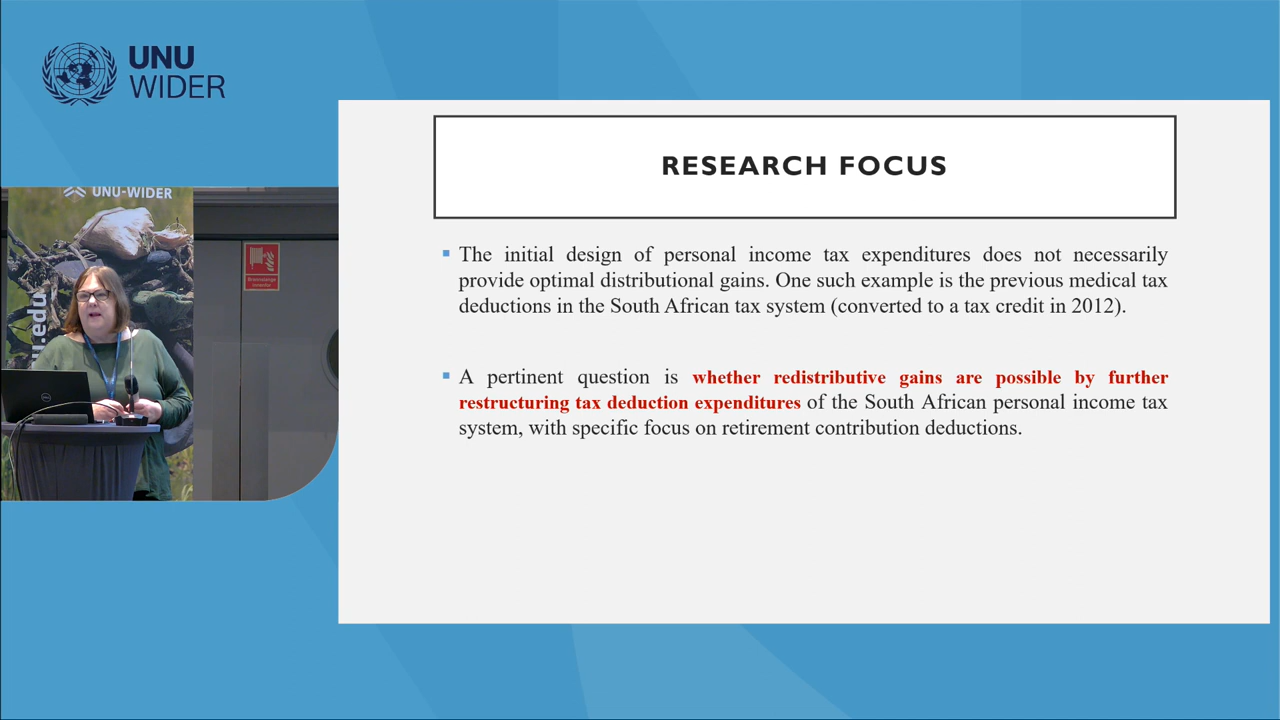 UNU
WIDER
UNU-WIDER
RESEARCH FOCUS
The initial design of personal income tax expenditures does not necessarily
provide optimal distributional gains. One such example is the previous medical tax
deductions in the South African tax system (converted to a tax credit in 2012).
A pertinent question is whether redistributive gains are possible by further
restructuring tax deduction expenditures of the South African personal income tax
system, with specific focus on retirement contribution deductions.
u.edu